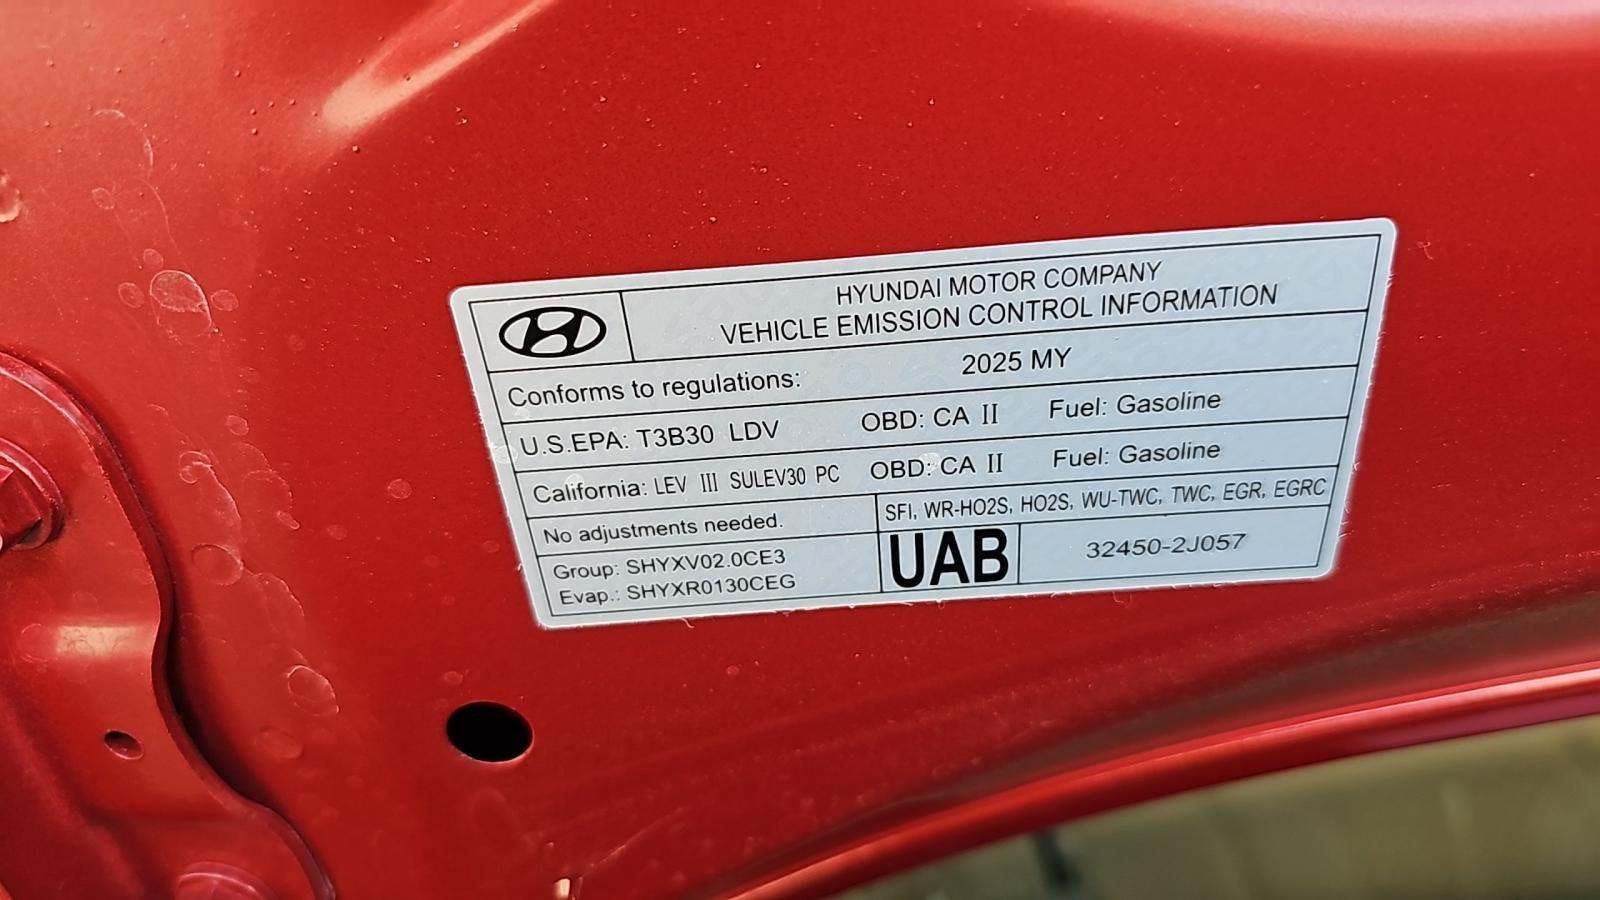 HYUNDAI MOTOR COMPANY
VEHICLE EMISSION CONTROL INFORMATION
Conforms to regulations: 2025 MY
U.S.EPA: T3B30 LDV OBD: CA II Fuel: Gasoline
California: LEV III SULEV30 PC OBD: CA II Fuel: Gasoline
No adjustments needed. SFI, WR-HO2S, HO2S, WU-TWC, TWC, EGR, EGRC
Group: SHYXV02.0CE3
Evap.: SHYXR0130CEG
UAB 32450-2J057